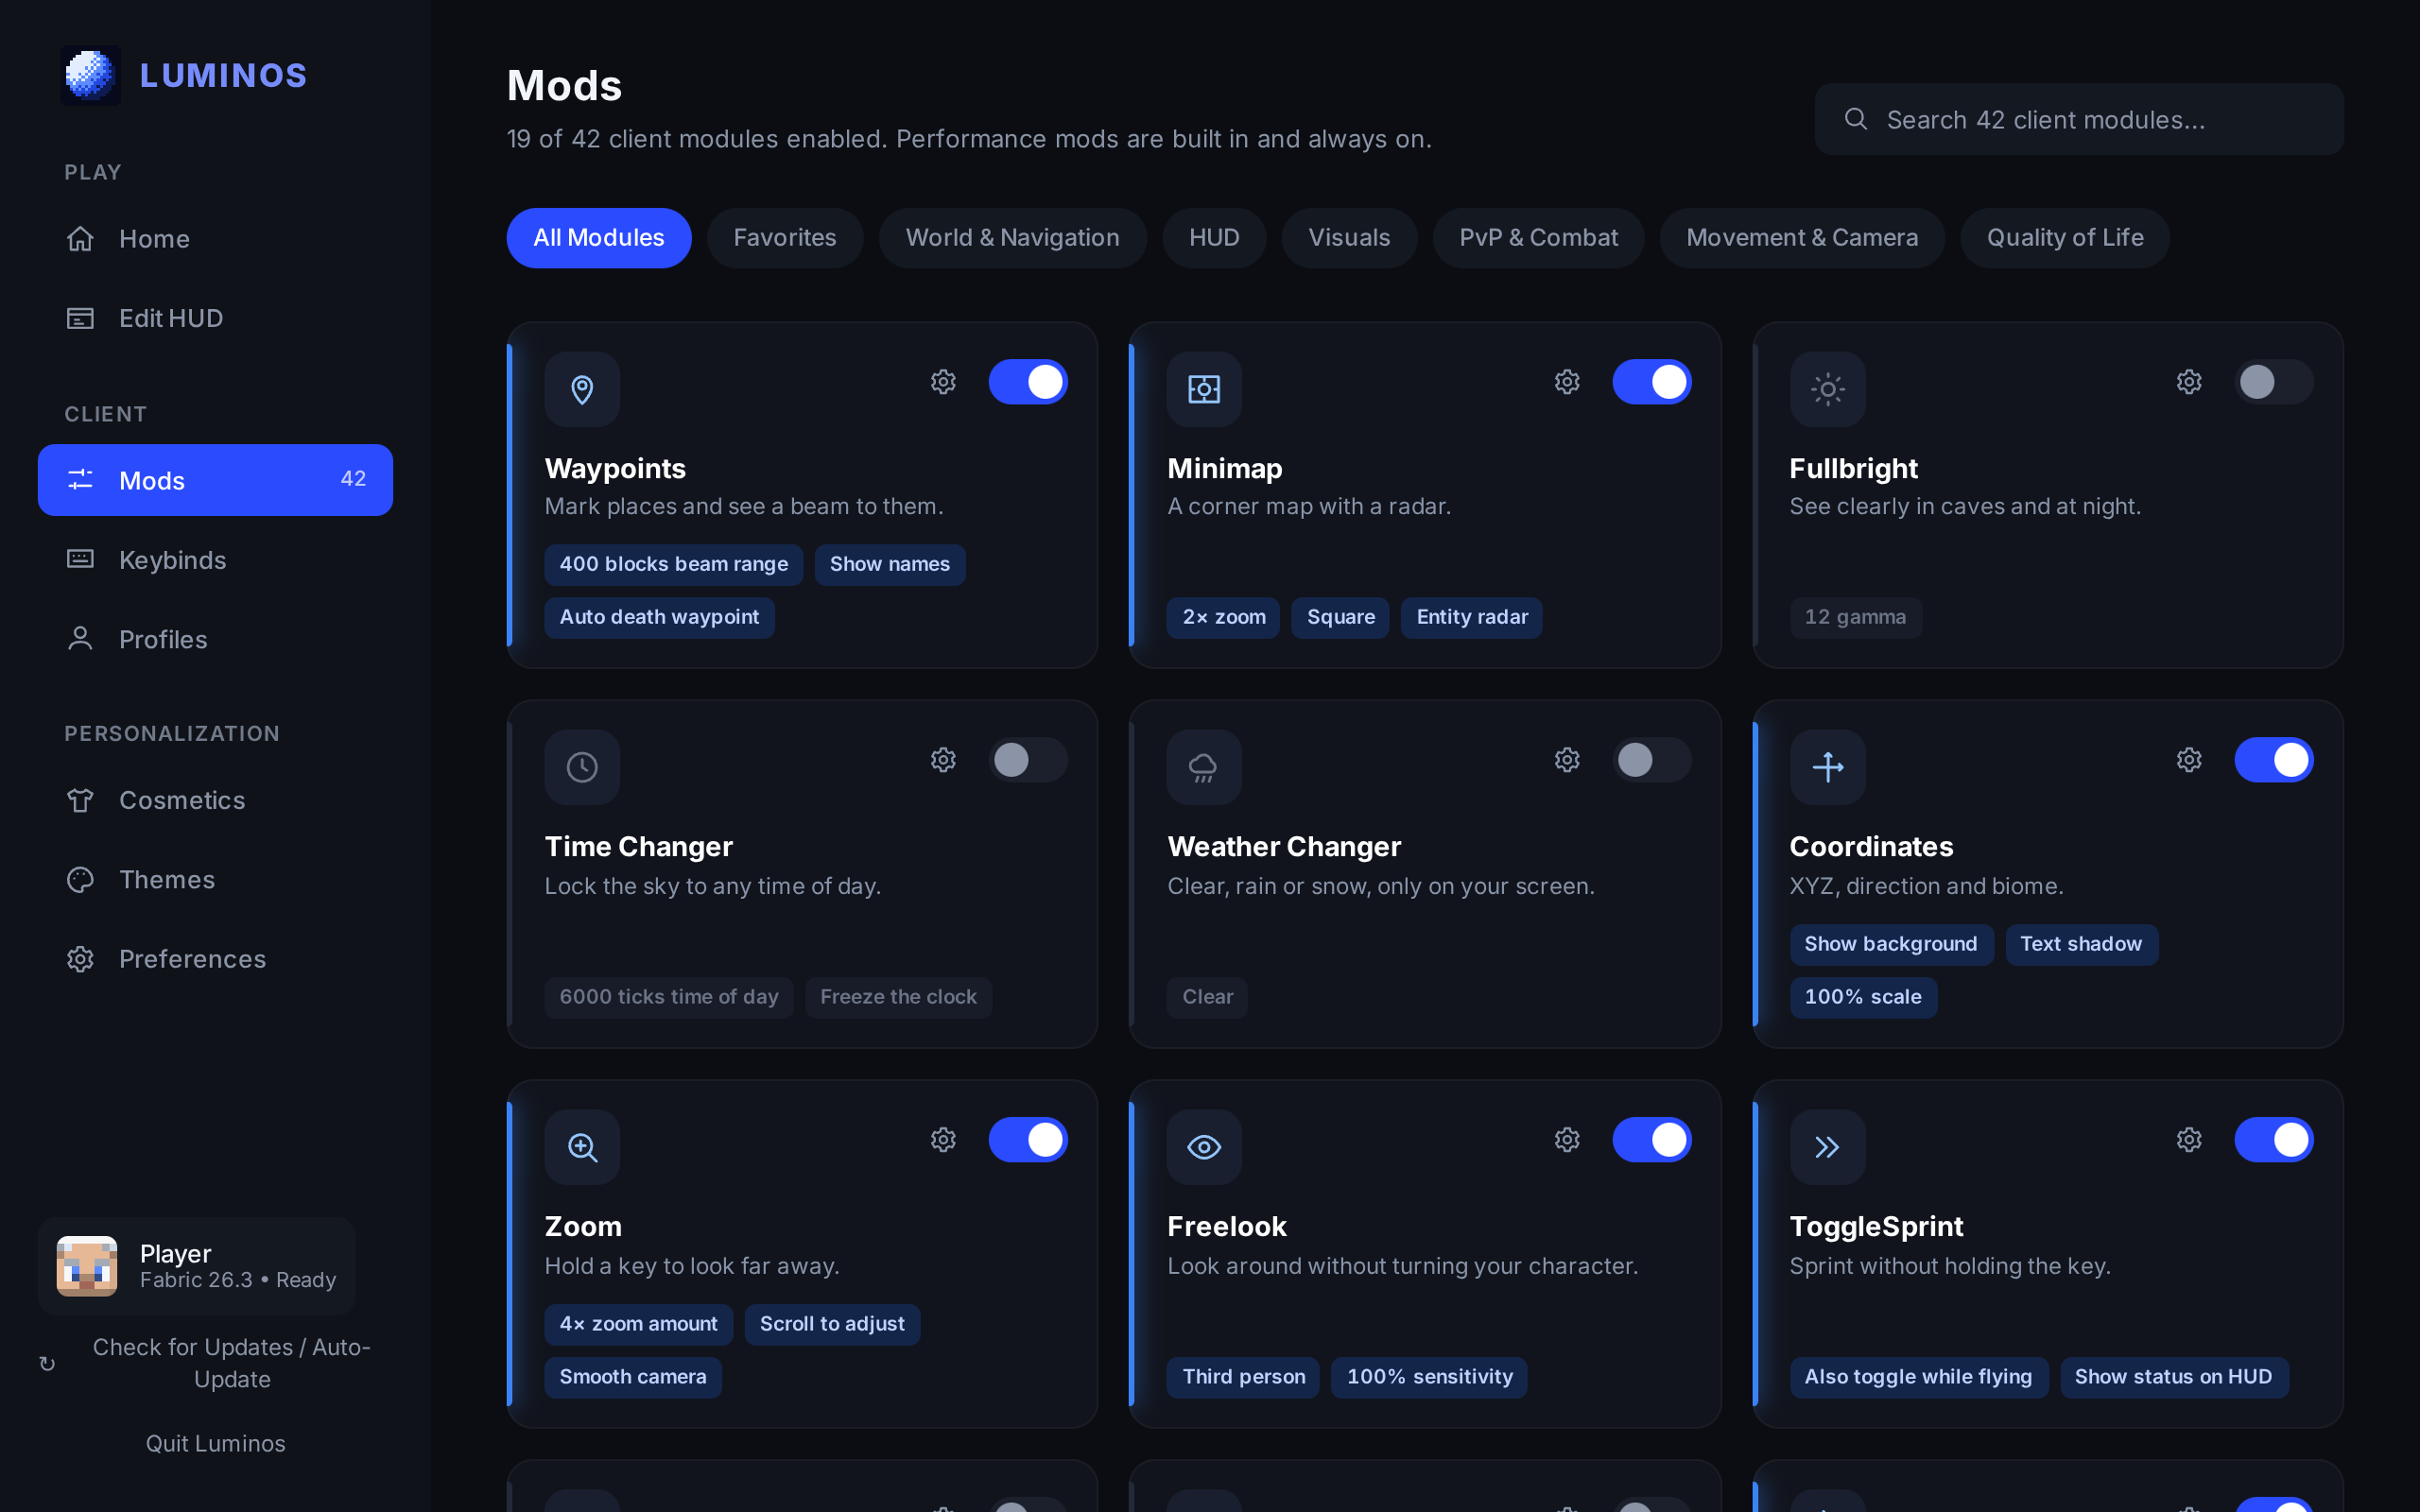 LUMINOS
PLAY
Home
Edit HUD
CLIENT
Mods 42
Keybinds
Profiles
PERSONALIZATION
Cosmetics
Themes
Preferences
Player
Fabric 26.3 • Ready
↻ Check for Updates / Auto-
Update
Quit Luminos
Mods
19 of 42 client modules enabled. Performance mods are built in and always on.
Search 42 client modules...
All Modules Favorites World & Navigation HUD Visuals PvP & Combat Movement & Camera Quality of Life
Waypoints
Mark places and see a beam to them.
400 blocks beam range Show names
Auto death waypoint
Minimap
A corner map with a radar.
2× zoom Square Entity radar
Fullbright
See clearly in caves and at night.
12 gamma
Time Changer
Lock the sky to any time of day.
6000 ticks time of day Freeze the clock
Weather Changer
Clear, rain or snow, only on your screen.
Clear
Coordinates
XYZ, direction and biome.
Show background Text shadow
100% scale
Zoom
Hold a key to look far away.
4× zoom amount Scroll to adjust
Smooth camera
Freelook
Look around without turning your character.
Third person 100% sensitivity
ToggleSprint
Sprint without holding the key.
Also toggle while flying Show status on HUD